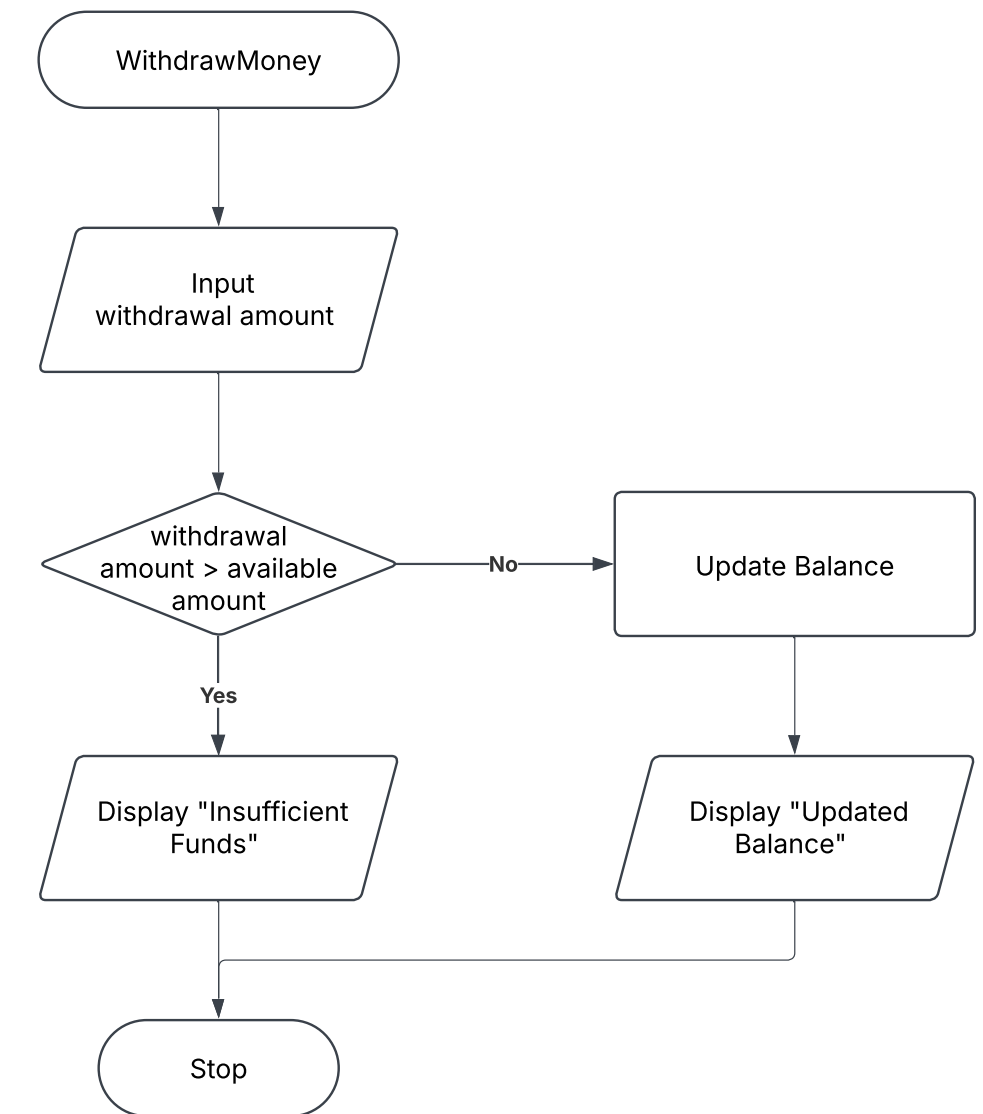 WithdrawMoney
Input
withdrawal amount
withdrawal
amount > available
amount
No
Update Balance
Yes
Display "Insufficient
Funds"
Display "Updated
Balance"
Stop